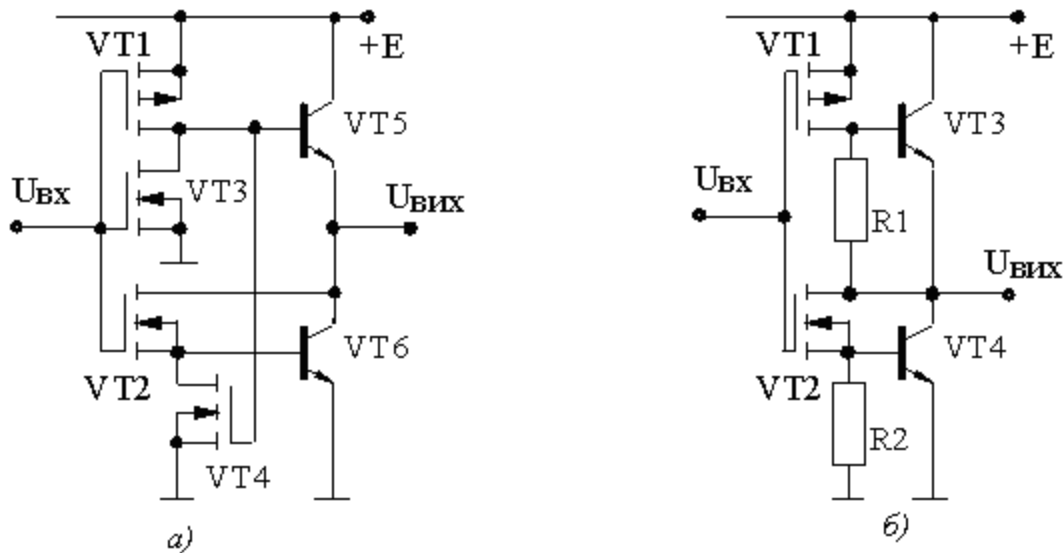 VT1
+E
VT5
VT3
Uвх
Uвих
VT6
VT2
VT4
а)
VT1
+E
VT3
Uвх
R1
Uвих
VT4
VT2
R2
б)